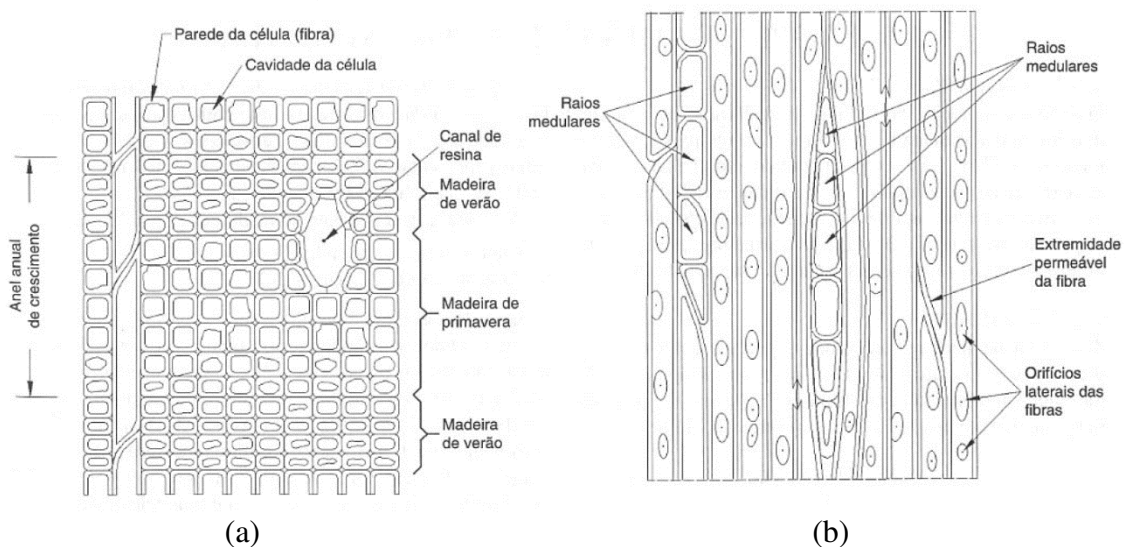 Parede da célula (fibra)
Cavidade da célula
Canal de
resina
Madeira
de verão
Anel anual
de crescimento
Madeira de
primavera
Madeira
de verão
(a)
Raios
medulares
Raios
medulares
Extremidade
permeável
da fibra
Orifícios
laterais das
fibras
(b)